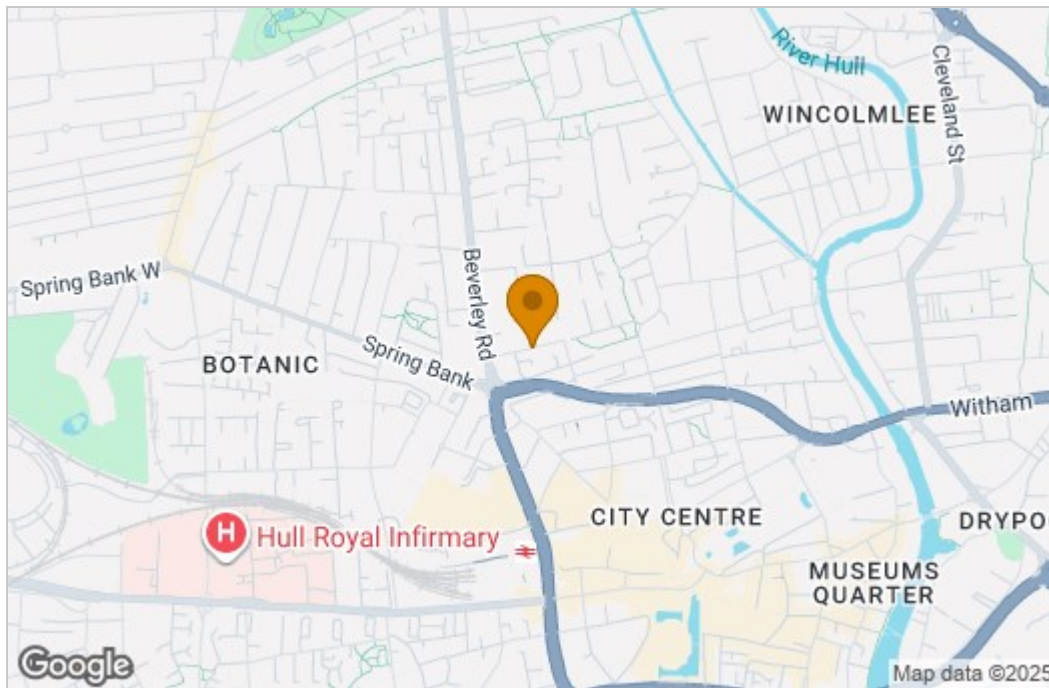 River Hull
Cleveland St
WINCOLMLEE
Spring Bank W
Beverley Rd
BOTANIC
Spring Bank
Witham
CITY CENTRE
DRYPO
H
Hull Royal Infirmary
MUSEUMS
QUARTER
Google
Map data ©2025